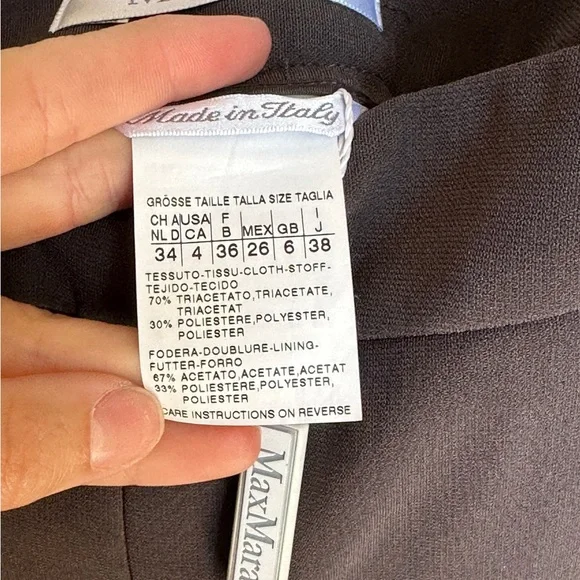 Made in Italy
GRÖSSE TAILLE TALLA SIZE TAGLIA
CH A USA F I
NL D CA B MEX GB J
34 4 36 26 6 38
TESSUTO-TISSU-CLOTH-STOFF-
TEJIDO-TECIDO
70% TRIACETATO,TRIACETATE,
TRIACETAT
30% POLIESTERE,POLYESTER,
POLIESTER
FODERA-DOUBLURE-LINING-
FUTTER-FORRO
67% ACETATO,ACETATE,ACETAT
33% POLIESTERE,POLYESTER,
POLIESTER
CARE INSTRUCTIONS ON REVERSE
MaxMara